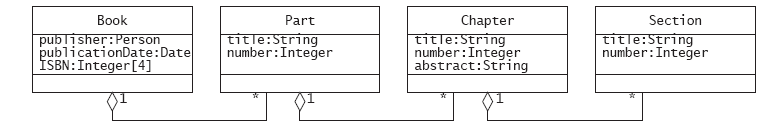 Book
publisher:Person
publicationDate:Date
ISBN:Integer[4]
1
Part
title:String
number:Integer
*
1
Chapter
title:String
number:Integer
abstract:String
*
1
Section
title:String
number:Integer
*